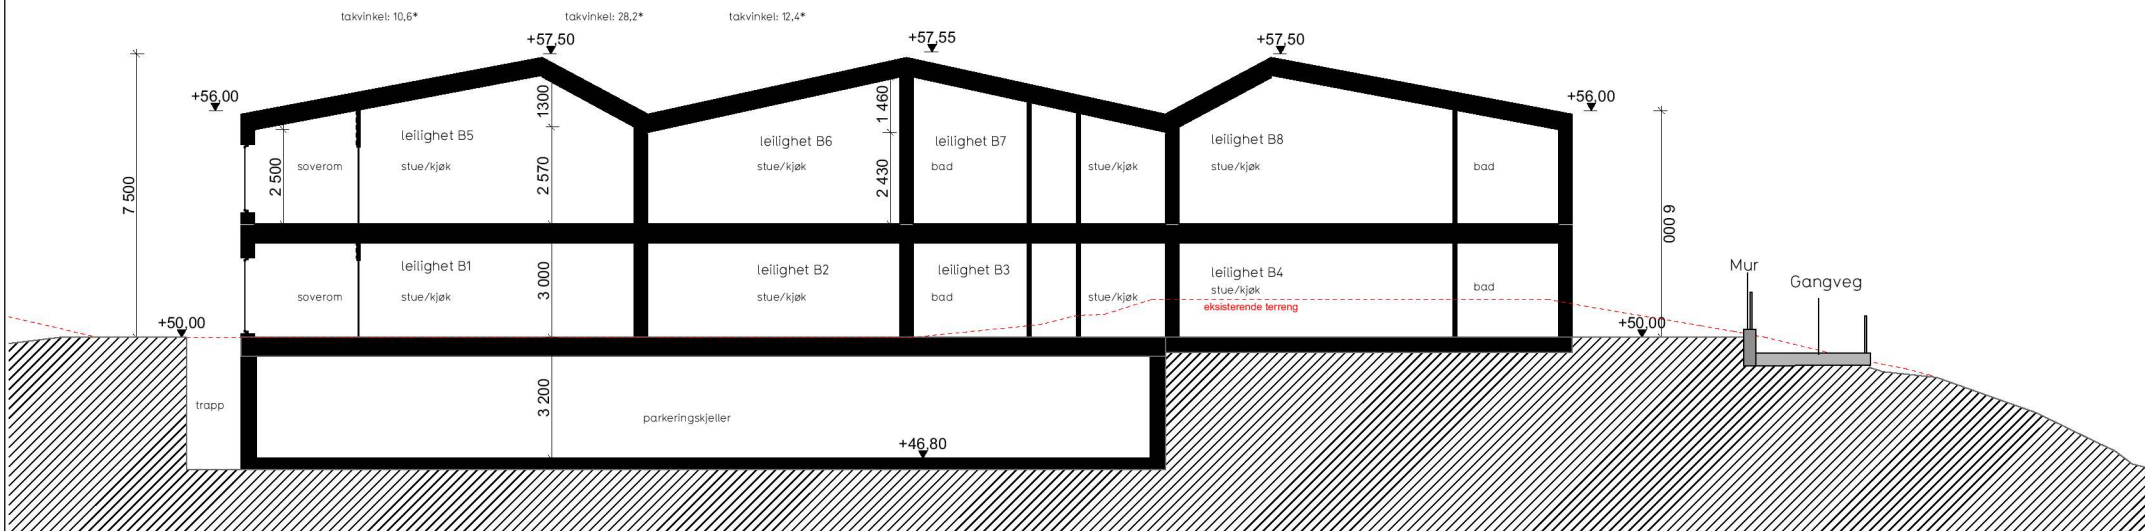 takvinkel: 10,6* takvinkel: 28,2* takvinkel: 12,4*
+57,50 +57,55 +57,50
+56,00 +56,00
7 500
2 500
1300
2 570
1 460
2 430
6 000
leilighet B5 leilighet B6 leilighet B7 leilighet B8
soverom stue/kjøk stue/kjøk bad stue/kjøk stue/kjøk bad
leilighet B1 leilighet B2 leilighet B3 leilighet B4
soverom stue/kjøk stue/kjøk bad stue/kjøk stue/kjøk bad
3 000
eksisterende terreng
Mur
Gangveg
+50,00 +50,00
trapp
3 200
parkeringskjeller
+46,80